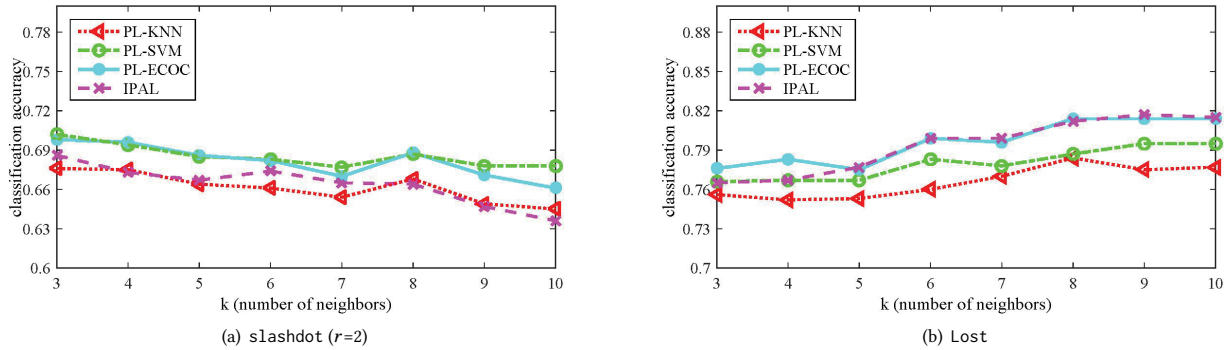 0.78
0.75
0.72
0.69
0.66
0.63
0.6
classification accuracy
PL-KNN
PL-SVM
PL-ECOC
IPAL
3 4 5 6 7 8 9 10
k (number of neighbors)
(a) slashdot (r=2)
0.88
0.85
0.82
0.79
0.76
0.73
0.7
classification accuracy
PL-KNN
PL-SVM
PL-ECOC
IPAL
3 4 5 6 7 8 9 10
k (number of neighbors)
(b) Lost